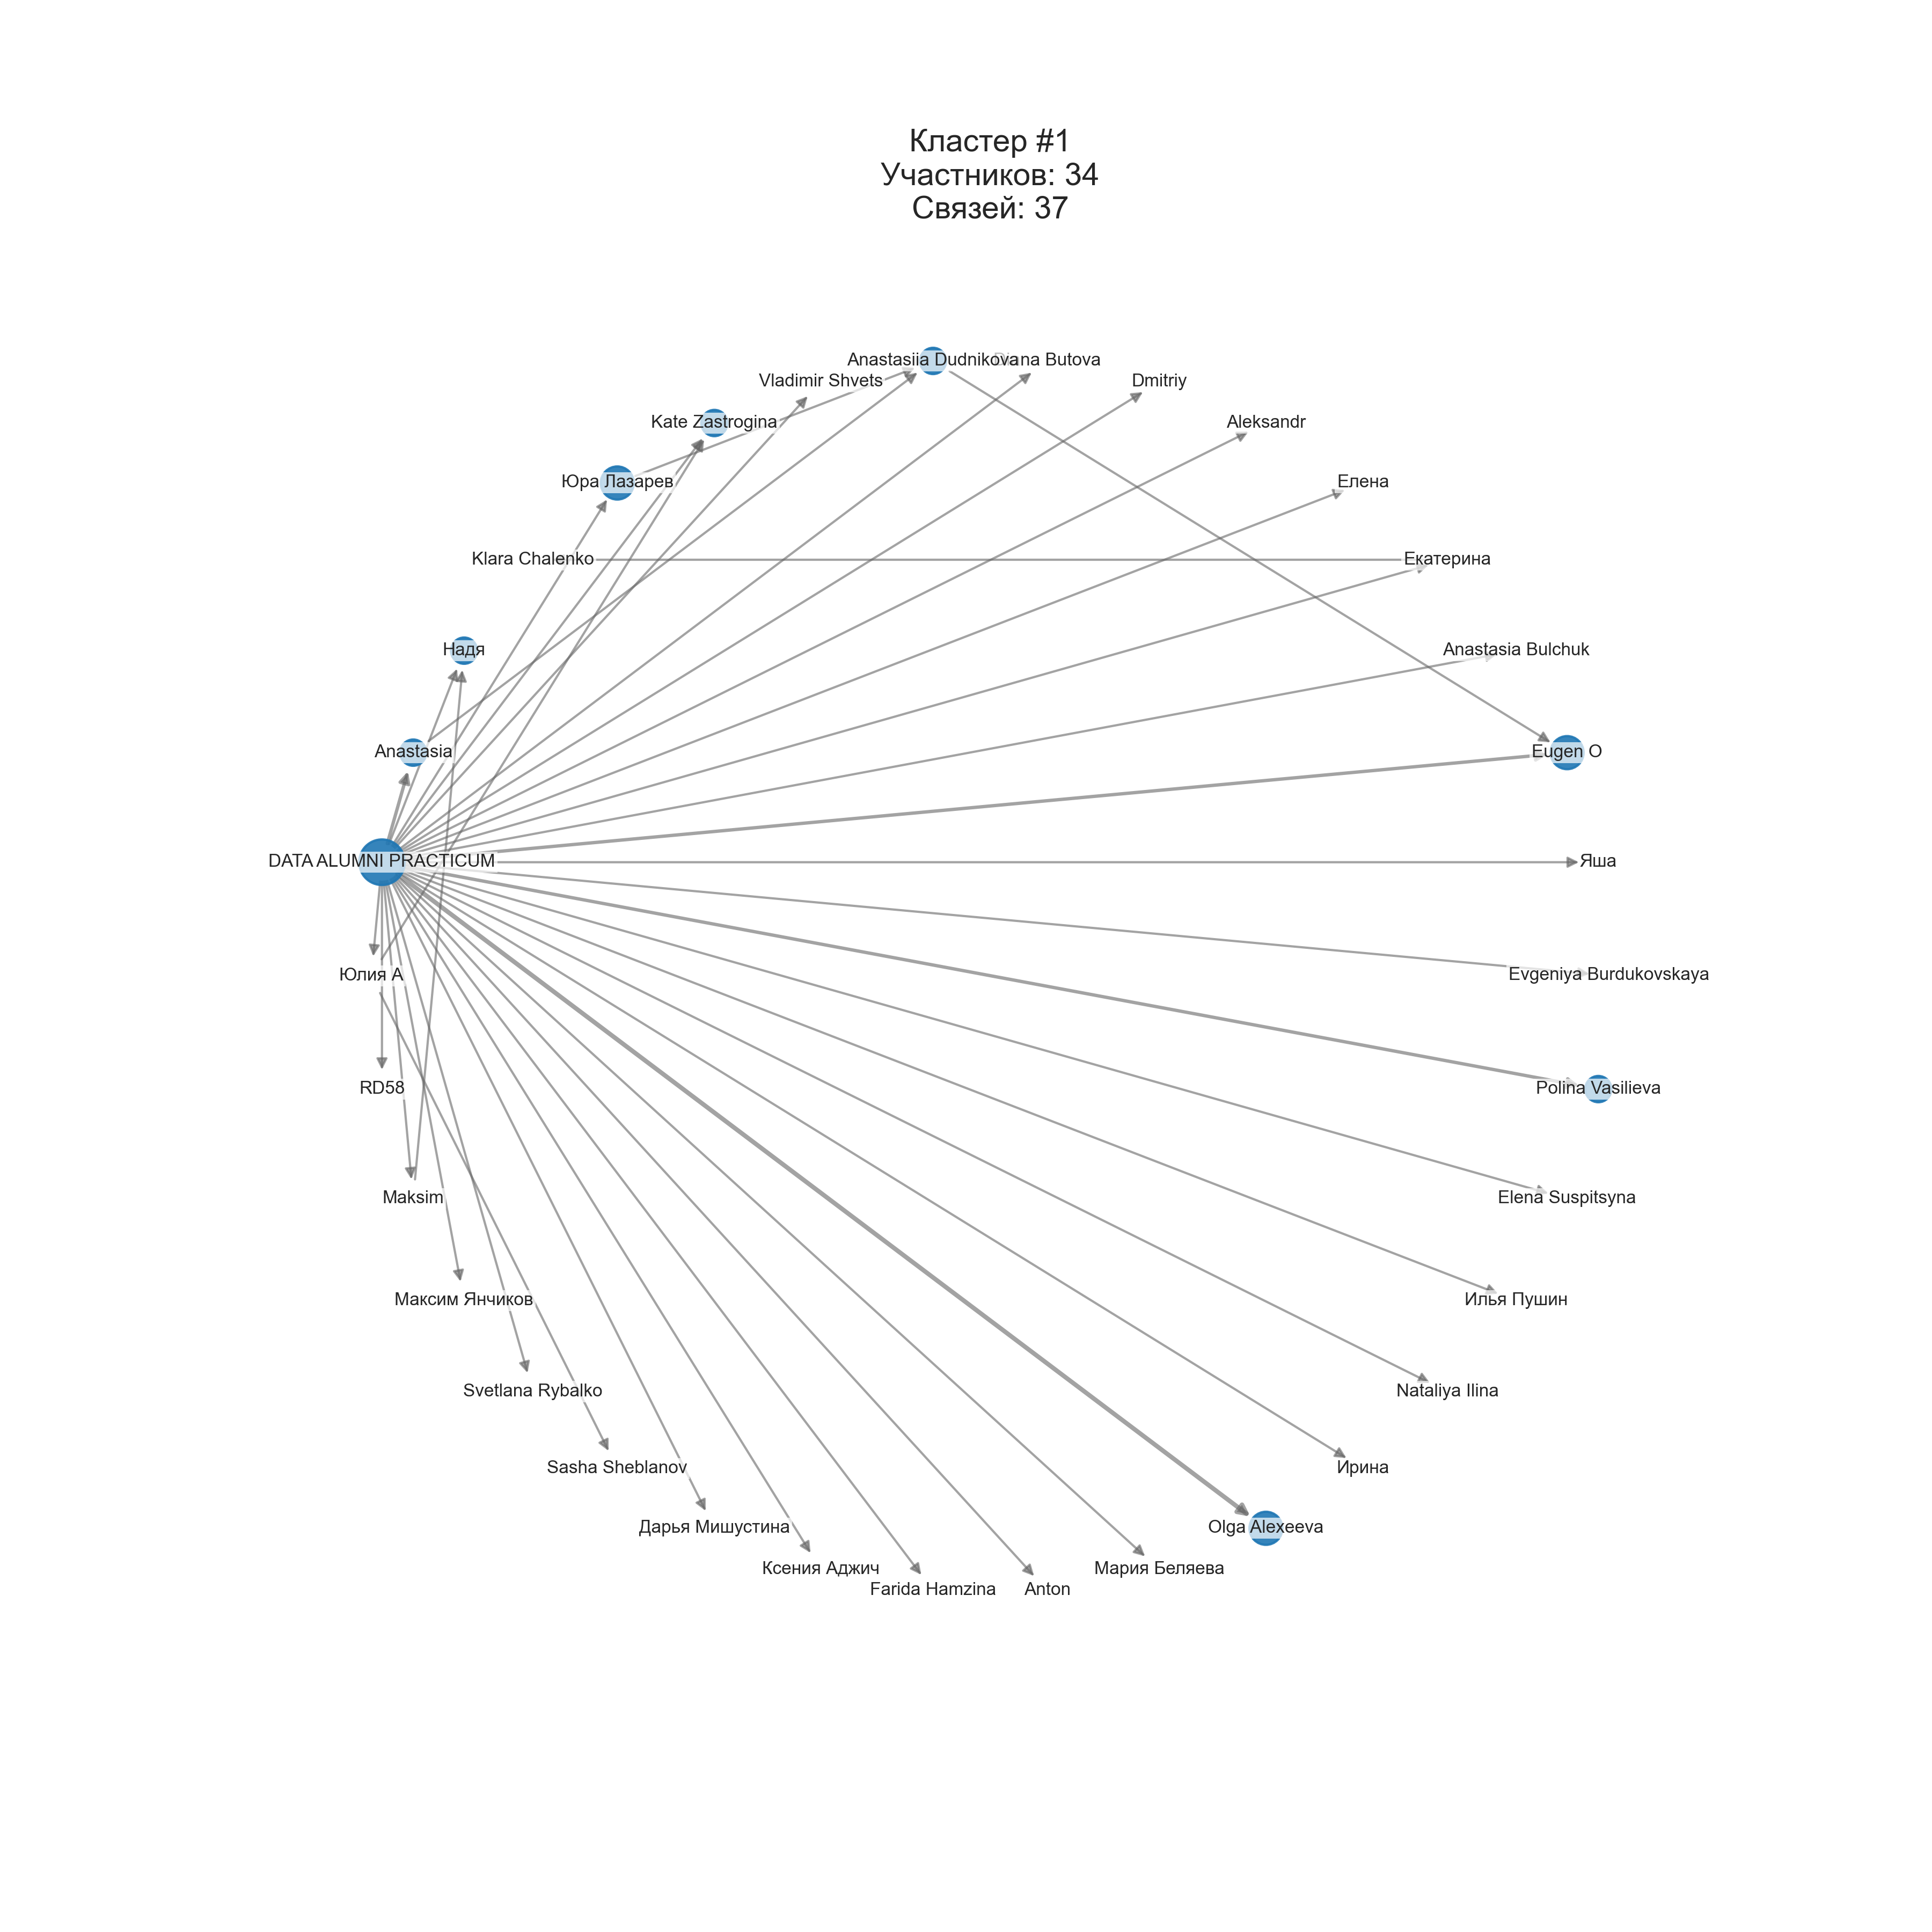 Кластер #1
Участников: 34
Связей: 37
Anastasiia Dudnikova
Diana Butova
Vladimir Shvets
Dmitriy
Kate Zastrogina
Aleksandr
Юра Лазарев
Елена
Klara Chalenko
Екатерина
Надя
Anastasia Bulchuk
Anastasia
Eugen O
DATA ALUMNI PRACTICUM
Яша
Юлия А
Evgeniya Burdukovskaya
RD58
Polina Vasilieva
Maksim
Elena Suspitsyna
Максим Янчиков
Илья Пушин
Svetlana Rybalko
Nataliya Ilina
Sasha Sheblanov
Ирина
Дарья Мишустина
Olga Alexeeva
Ксения Аджич
Мария Беляева
Farida Hamzina
Anton